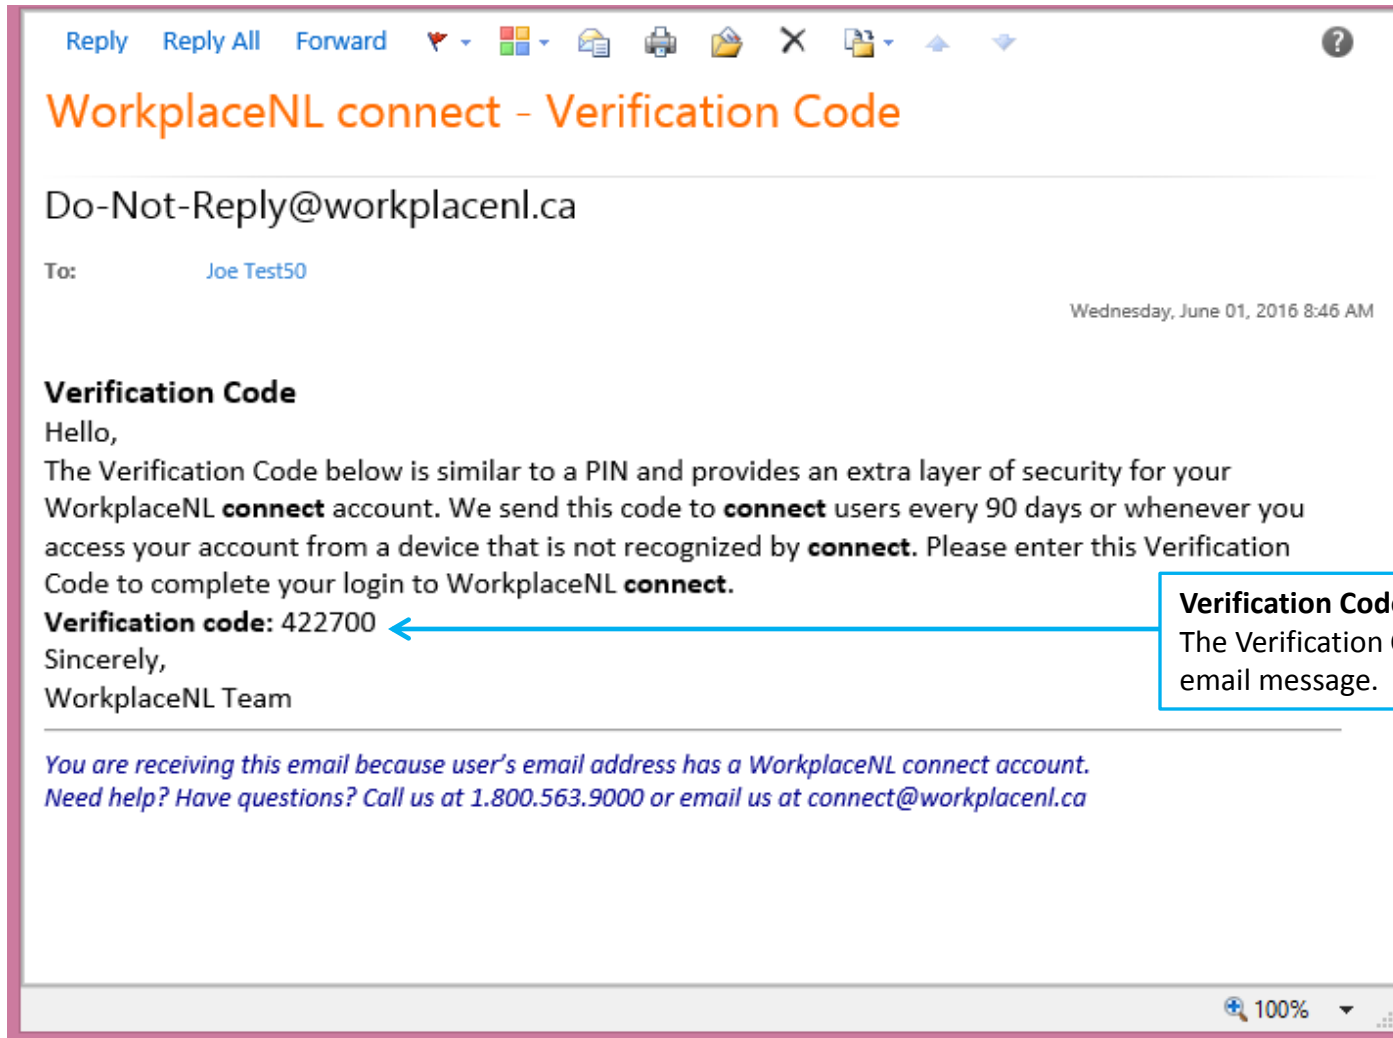 Reply Reply All Forward
WorkplaceNL connect - Verification Code
Do-Not-Reply@workplacenl.ca
To: Joe Test50
Wednesday, June 01, 2016 8:46 AM
Verification Code
Hello,
The Verification Code below is similar to a PIN and provides an extra layer of security for your
WorkplaceNL connect account. We send this code to connect users every 90 days or whenever you
access your account from a device that is not recognized by connect. Please enter this Verification
Code to complete your login to WorkplaceNL connect.
Verification code: 422700
Sincerely,
WorkplaceNL Team
Verification
The Verification
email message.
You are receiving this email because user's email address has a WorkplaceNL connect account.
Need help? Have questions? Call us at 1.800.563.9000 or email us at connect@workplacenl.ca
100%